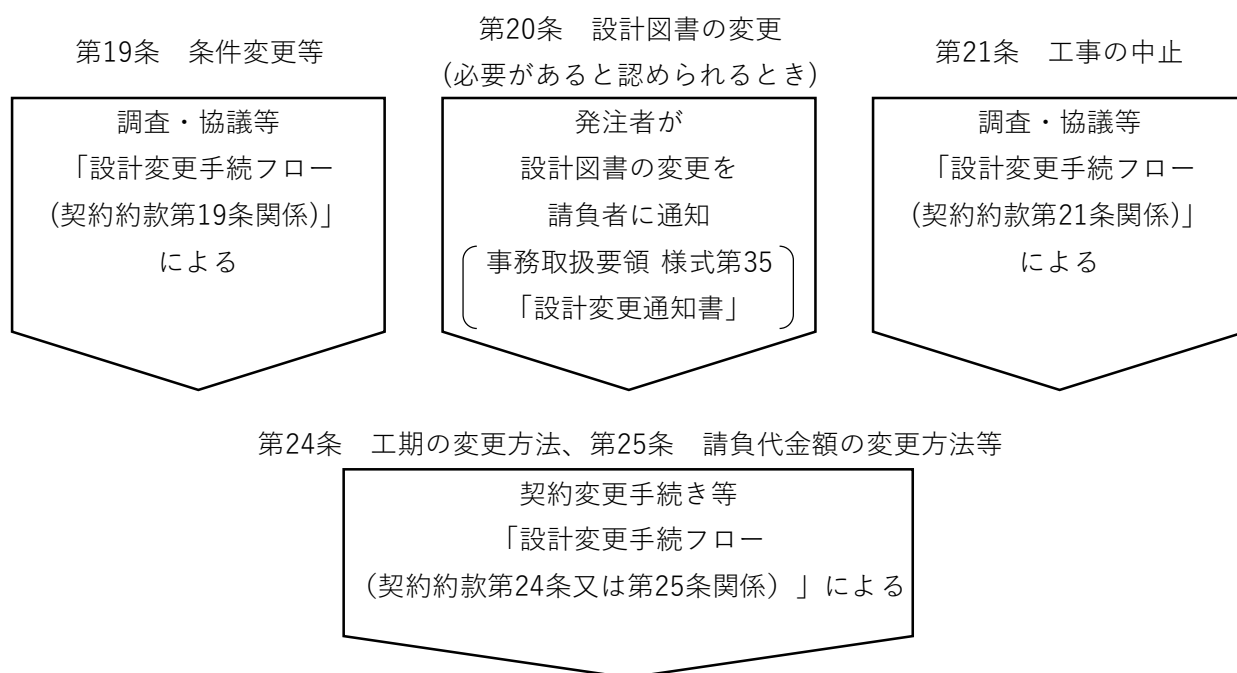 第19条　条件変更等
調査・協議等
「設計変更手続フロー
(契約約款第19条関係)」
による
第20条　設計図書の変更
(必要があると認められるとき)
発注者が
設計図書の変更を
請負者に通知
事務取扱要領 様式第35
「設計変更通知書」
第21条　工事の中止
調査・協議等
「設計変更手続フロー
(契約約款第21条関係)」
による
第24条　工期の変更方法、第25条　請負代金額の変更方法等
契約変更手続き等
「設計変更手続フロー
（契約約款第24条又は第25条関係）」による